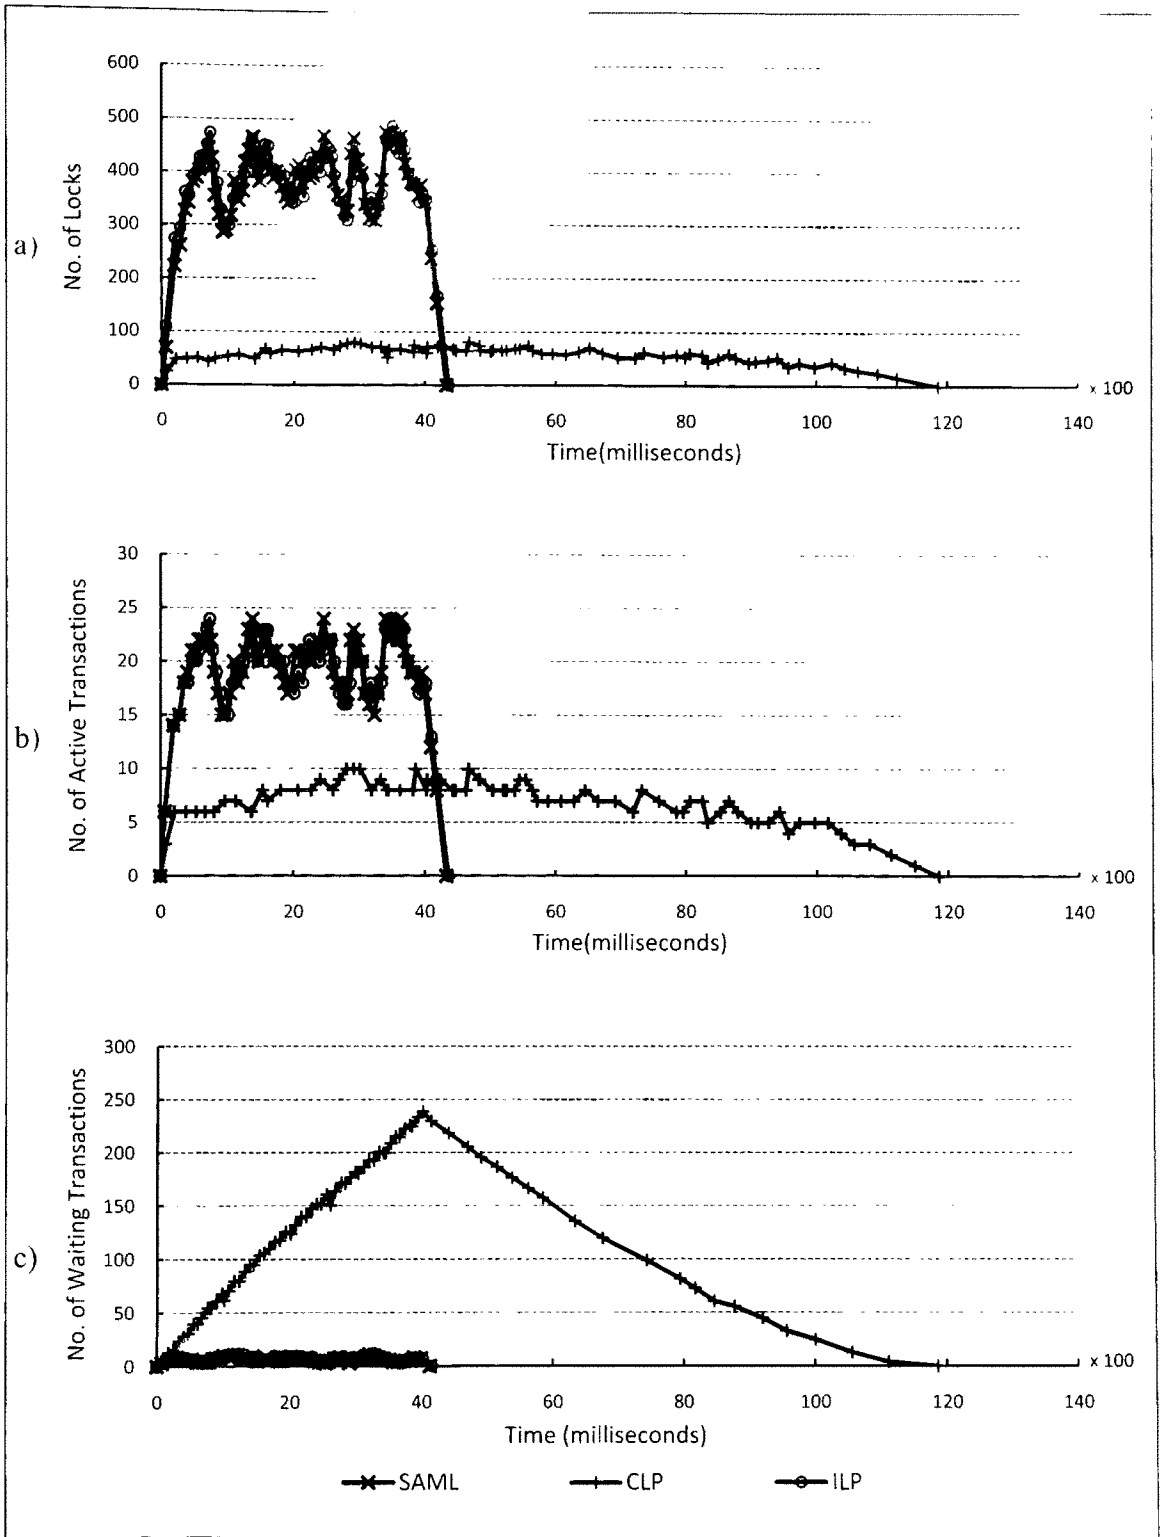 a)
No. of Locks
600
500
400
300
200
100
0
0 20 40 60 80 100 120 140
x 100
Time(milliseconds)
b)
No. of Active Transactions
30
25
20
15
10
5
0
0 20 40 60 80 100 120 140
x 100
Time(milliseconds)
c)
No. of Waiting Transactions
300
250
200
150
100
50
0
0 20 40 60 80 100 120 140
x 100
Time (milliseconds)
SAML CLP ILP